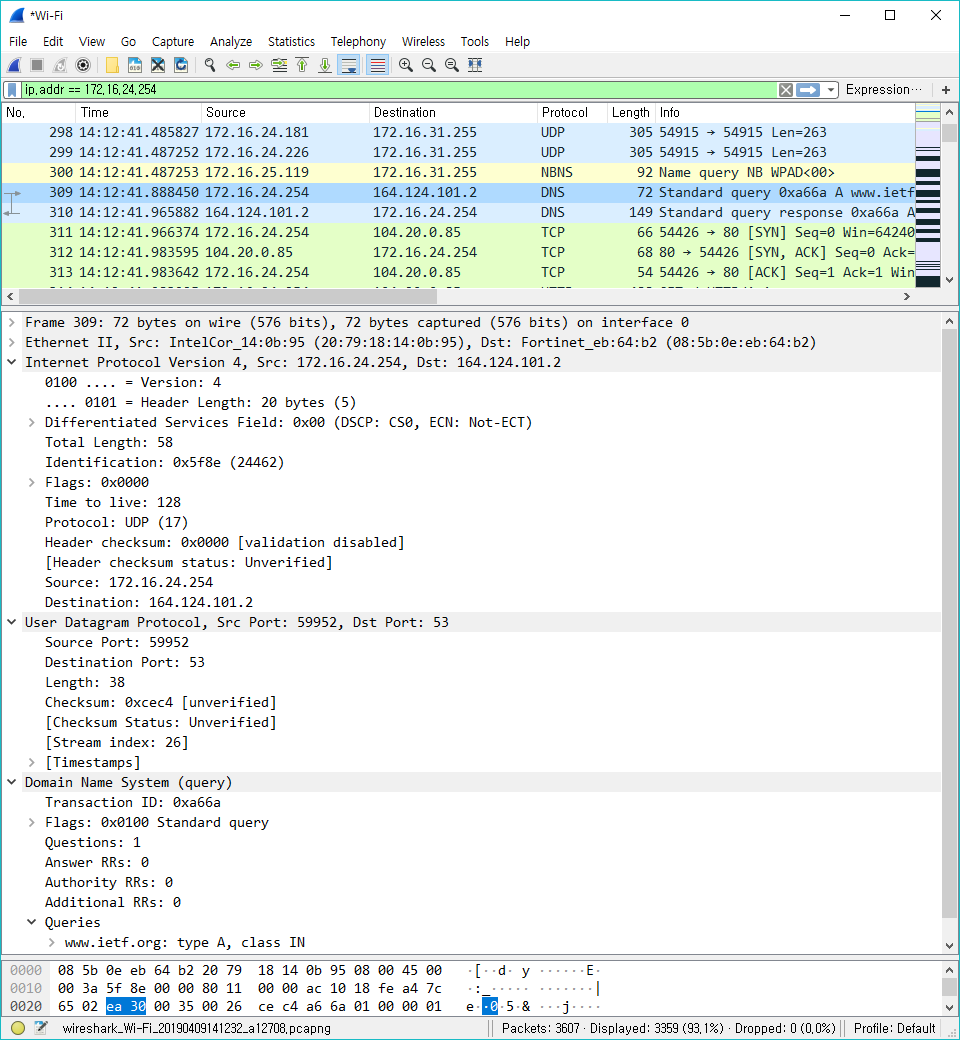 *Wi-Fi
File Edit View Go Capture Analyze Statistics Telephony Wireless Tools Help
ip.addr == 172.16.24.254 Expression… +
No. Time Source Destination Protocol Length Info
298 14:12:41.485827 172.16.24.181 172.16.31.255 UDP 305 54915 → 54915 Len=263
299 14:12:41.487252 172.16.24.226 172.16.31.255 UDP 305 54915 → 54915 Len=263
300 14:12:41.487253 172.16.25.119 172.16.31.255 NBNS 92 Name query NB WPAD<00>
309 14:12:41.888450 172.16.24.254 164.124.101.2 DNS 72 Standard query 0xa66a A www.ietf
310 14:12:41.965882 164.124.101.2 172.16.24.254 DNS 149 Standard query response 0xa66a A
311 14:12:41.966374 172.16.24.254 104.20.0.85 TCP 66 54426 → 80 [SYN] Seq=0 Win=64240
312 14:12:41.983595 104.20.0.85 172.16.24.254 TCP 68 80 → 54426 [SYN, ACK] Seq=0 Ack=
313 14:12:41.983642 172.16.24.254 104.20.0.85 TCP 54 54426 → 80 [ACK] Seq=1 Ack=1 Win
Frame 309: 72 bytes on wire (576 bits), 72 bytes captured (576 bits) on interface 0
Ethernet II, Src: IntelCor_14:0b:95 (20:79:18:14:0b:95), Dst: Fortinet_eb:64:b2 (08:5b:0e:eb:64:b2)
Internet Protocol Version 4, Src: 172.16.24.254, Dst: 164.124.101.2
0100 .... = Version: 4
.... 0101 = Header Length: 20 bytes (5)
Differentiated Services Field: 0x00 (DSCP: CS0, ECN: Not-ECT)
Total Length: 58
Identification: 0x5f8e (24462)
Flags: 0x0000
Time to live: 128
Protocol: UDP (17)
Header checksum: 0x0000 [validation disabled]
[Header checksum status: Unverified]
Source: 172.16.24.254
Destination: 164.124.101.2
User Datagram Protocol, Src Port: 59952, Dst Port: 53
Source Port: 59952
Destination Port: 53
Length: 38
Checksum: 0xcec4 [unverified]
[Checksum Status: Unverified]
[Stream index: 26]
[Timestamps]
Domain Name System (query)
Transaction ID: 0xa66a
Flags: 0x0100 Standard query
Questions: 1
Answer RRs: 0
Authority RRs: 0
Additional RRs: 0
Queries
www.ietf.org: type A, class IN
0000 08 5b 0e eb 64 b2 20 79 18 14 0b 95 08 00 45 00 ·[··d· y ······E·
0010 00 3a 5f 8e 00 00 80 11 00 00 ac 10 18 fe a4 7c ·:_····· ·······|
0020 65 02 ea 30 00 35 00 26 ce c4 a6 6a 01 00 00 01 e··0·5·& ···j····
wireshark_Wi-Fi_20190409141232_a12708.pcapng Packets: 3607 · Displayed: 3359 (93.1%) · Dropped: 0 (0.0%) Profile: Default